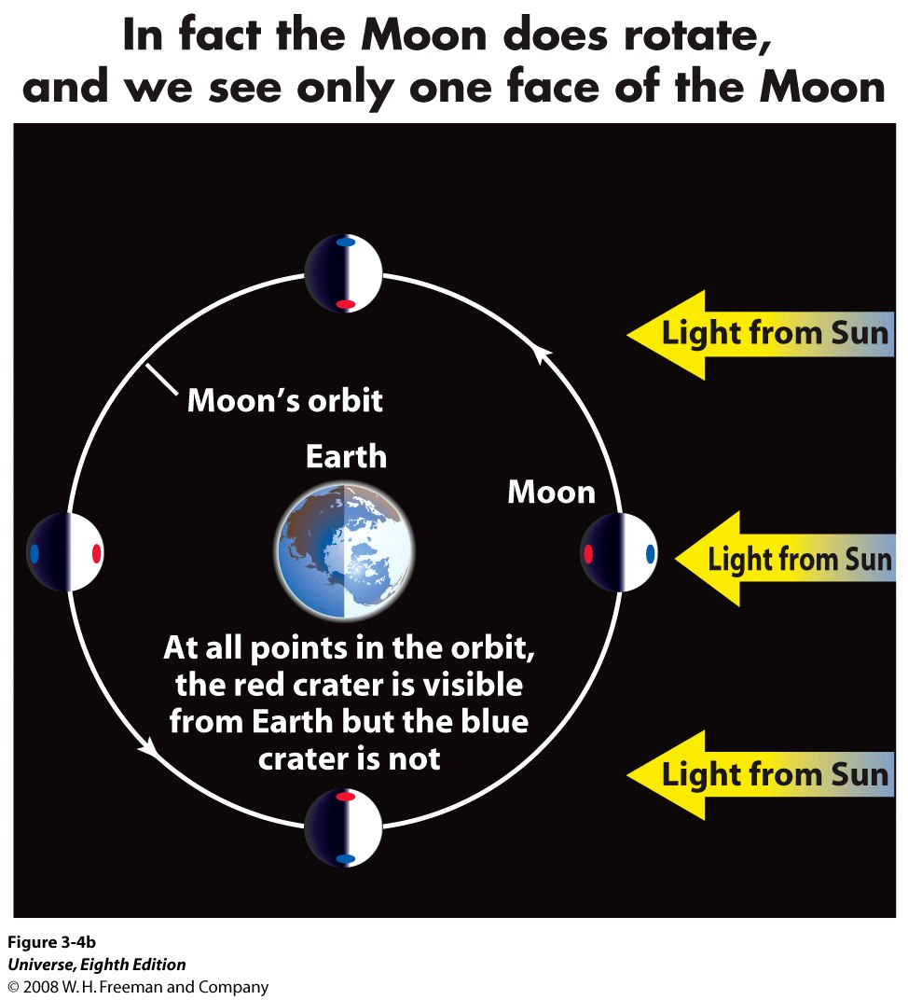 In fact the Moon does rotate,
and we see only one face of the Moon
Light from Sun
Moon’s orbit
Earth
Moon
Light from Sun
At all points in the orbit,
the red crater is visible
from Earth but the blue
crater is not
Light from Sun
Figure 3-4b
Universe, Eighth Edition
© 2008 W. H. Freeman and Company